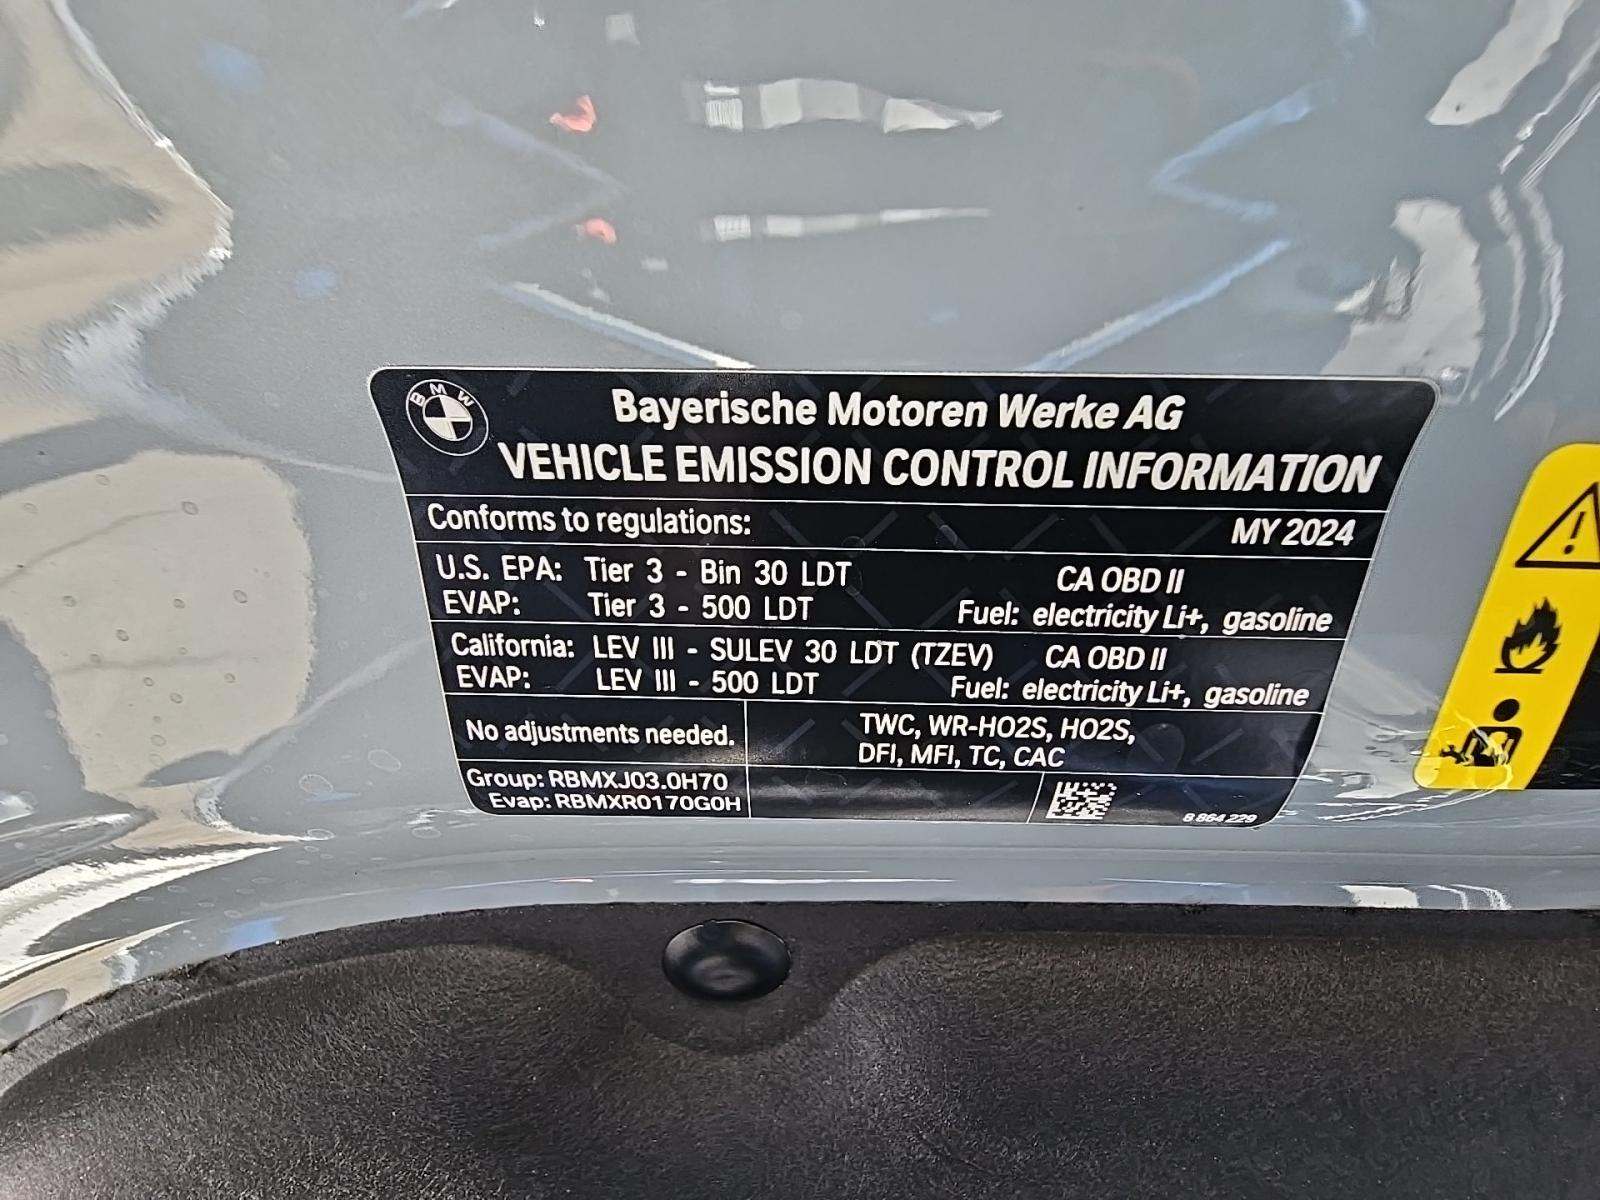 BMW
Bayerische Motoren Werke AG
VEHICLE EMISSION CONTROL INFORMATION
Conforms to regulations: MY 2024
U.S. EPA: Tier 3 - Bin 30 LDT CA OBD II
EVAP: Tier 3 - 500 LDT Fuel: electricity Li+, gasoline
California: LEV III - SULEV 30 LDT (TZEV) CA OBD II
EVAP: LEV III - 500 LDT Fuel: electricity Li+, gasoline
No adjustments needed.
TWC, WR-HO2S, HO2S,
DFI, MFI, TC, CAC
Group: RBMXJ03.0H70
Evap: RBMXR0170G0H
8 864 229